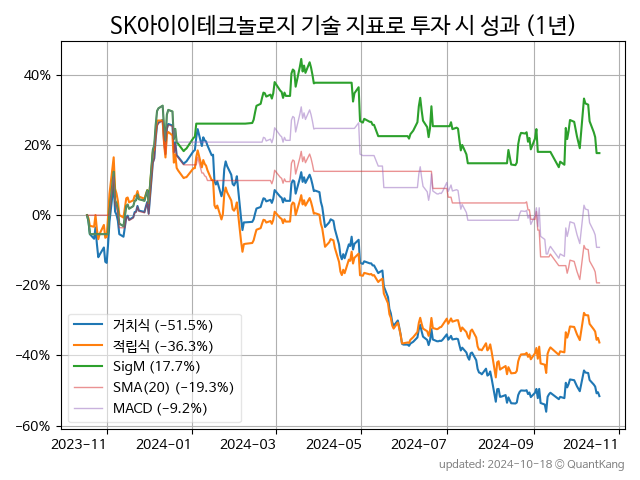 SK아이이테크놀로지 기술 지표로 투자 시 성과 (1년)
40%
20%
0%
−20%
−40%
−60%
거치식 (−51.5%)
적립식 (−36.3%)
SigM (17.7%)
SMA(20) (−19.3%)
MACD (−9.2%)
2023-11
2024-01
2024-03
2024-05
2024-07
2024-09
2024-11
updated: 2024-10-18 © QuantKang